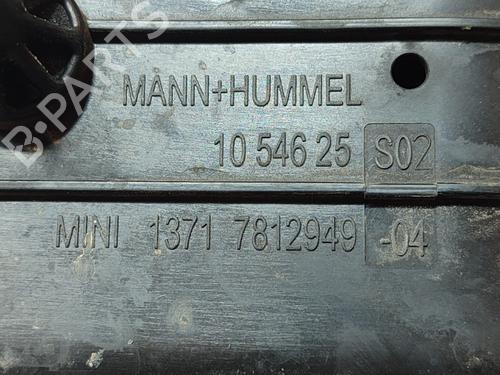 MANN+HUMMEL
10 546 25 S02
MINI 1371 7812949 -04
B-PARTS